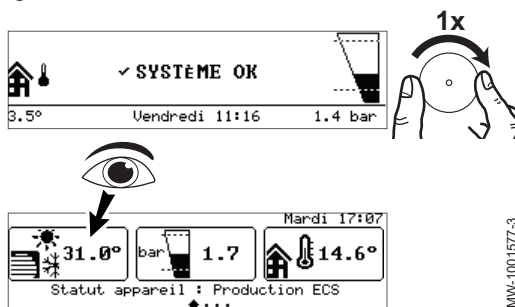 1x
✓ SYSTÈME OK
3.5° Vendredi 11:16 1.4 bar
Mardi 17:07
31.0° bar 1.7 14.6°
Statut appareil : Production ECS
MW-1001577-3